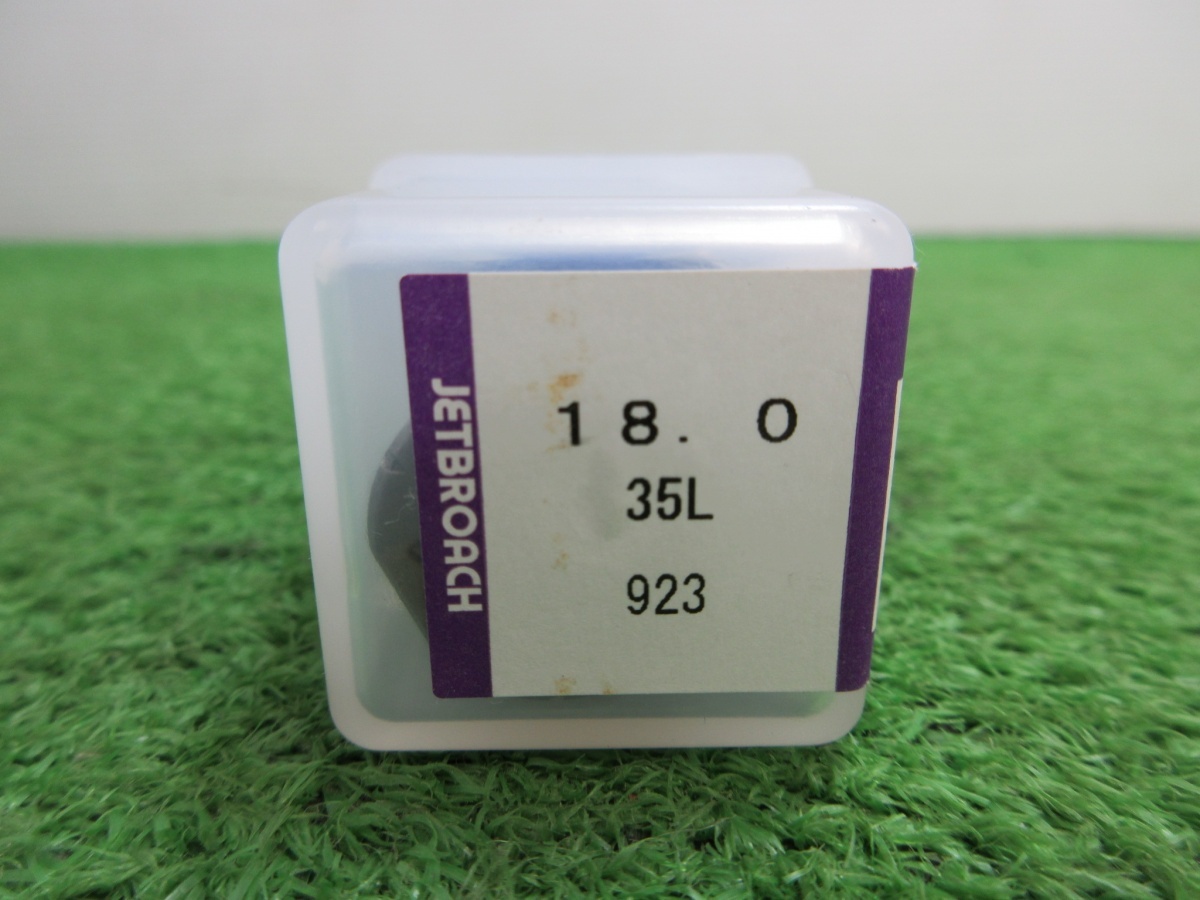 JETBROACH
18. 0
35L
923